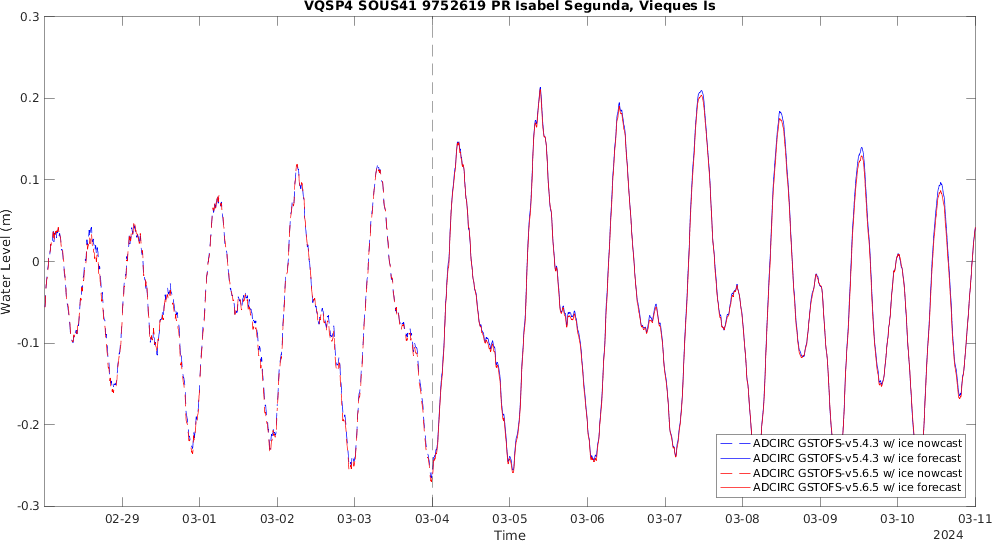 VQSP4 SOUS41 9752619 PR Isabel Segunda, Vieques Is
0.3
0.2
0.1
0
-0.1
-0.2
-0.3
Water Level (m)
02-29 03-01 03-02 03-03 03-04 03-05 03-06 03-07 03-08 03-09 03-10 03-11
Time
2024
ADCIRC GSTOFS-v5.4.3 w/ ice nowcast
ADCIRC GSTOFS-v5.4.3 w/ ice forecast
ADCIRC GSTOFS-v5.6.5 w/ ice nowcast
ADCIRC GSTOFS-v5.6.5 w/ ice forecast